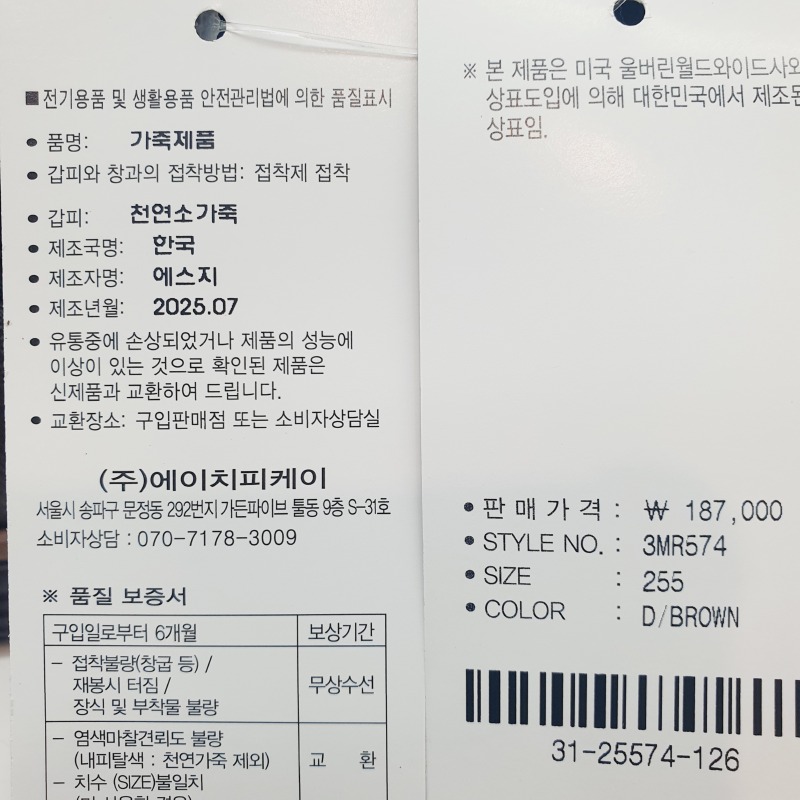 ■전기용품 및 생활용품 안전관리법에 의한 품질표시
● 품명: 가죽제품
● 갑피와 창과의 접착방법: 접착제 접착
● 갑피: 천연소가죽
● 제조국명: 한국
● 제조자명: 에스지
● 제조년월: 2025.07
● 유통중에 손상되었거나 제품의 성능에
이상이 있는 것으로 확인된 제품은
신제품과 교환하여 드립니다.
● 교환장소: 구입판매점 또는 소비자상담실
(주)에이치피케이
서울시 송파구 문정동 292번지 가든파이브 툴동 9층 S-31호
소비자상담 : 070-7178-3009
※ 품질 보증서
구입일로부터 6개월 보상기간
- 접착불량(창굽 등) /
재봉시 터짐 /
장식 및 부착물 불량
무상수선
- 염색마찰견뢰도 불량
(내피탈색 : 천연가죽 제외)
교 환
- 치수 (SIZE)불일치
※ 본 제품은 미국 울버린월드와이드사와
상표도입에 의해 대한민국에서 제조된
상표임.
● 판매가격 : ₩ 187,000
● STYLE NO. : 3MR574
● SIZE : 255
● COLOR : D/BROWN
31-25574-126